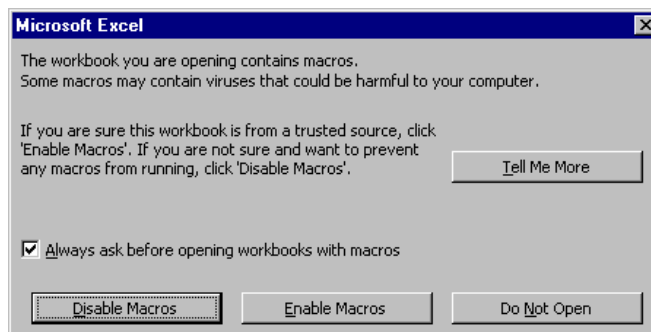 Microsoft Excel
The workbook you are opening contains macros.
Some macros may contain viruses that could be harmful to your computer.
If you are sure this workbook is from a trusted source, click
'Enable Macros'. If you are not sure and want to prevent
any macros from running, click 'Disable Macros'.
Tell Me More
Always ask before opening workbooks with macros
Disable Macros
Enable Macros
Do Not Open